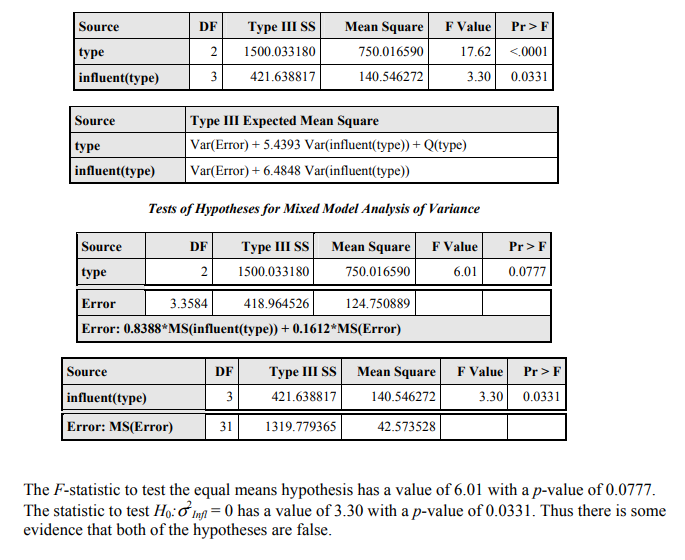 Source DF Type III SS Mean Square F Value Pr > F
type 2 1500.033180 750.016590 17.62 <.0001
influent(type) 3 421.638817 140.546272 3.30 0.0331
Source Type III Expected Mean Square
type Var(Error) + 5.4393 Var(influent(type)) + Q(type)
influent(type) Var(Error) + 6.4848 Var(influent(type))
Tests of Hypotheses for Mixed Model Analysis of Variance
Source DF Type III SS Mean Square F Value Pr > F
type 2 1500.033180 750.016590 6.01 0.0777
Error 3.3584 418.964526 124.750889
Error: 0.8388*MS(influent(type)) + 0.1612*MS(Error)
Source DF Type III SS Mean Square F Value Pr > F
influent(type) 3 421.638817 140.546272 3.30 0.0331
Error: MS(Error) 31 1319.779365 42.573528
The F-statistic to test the equal means hypothesis has a value of 6.01 with a p-value of 0.0777.
The statistic to test H₀: σ²Infl = 0 has a value of 3.30 with a p-value of 0.0331. Thus there is some
evidence that both of the hypotheses are false.